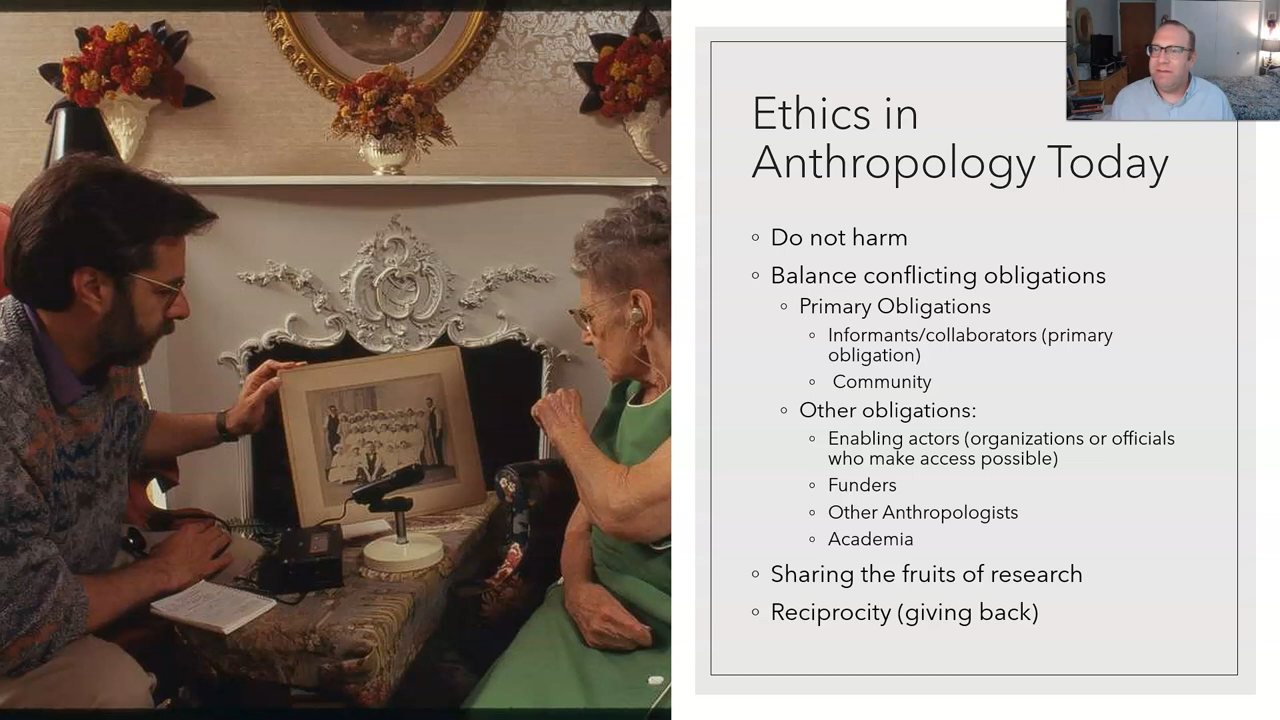 Ethics in
Anthropology Today
Do not harm
Balance conflicting obligations
Primary Obligations
Informants/collaborators (primary
obligation)
Community
Other obligations:
Enabling actors (organizations or officials
who make access possible)
Funders
Other Anthropologists
Academia
Sharing the fruits of research
Reciprocity (giving back)